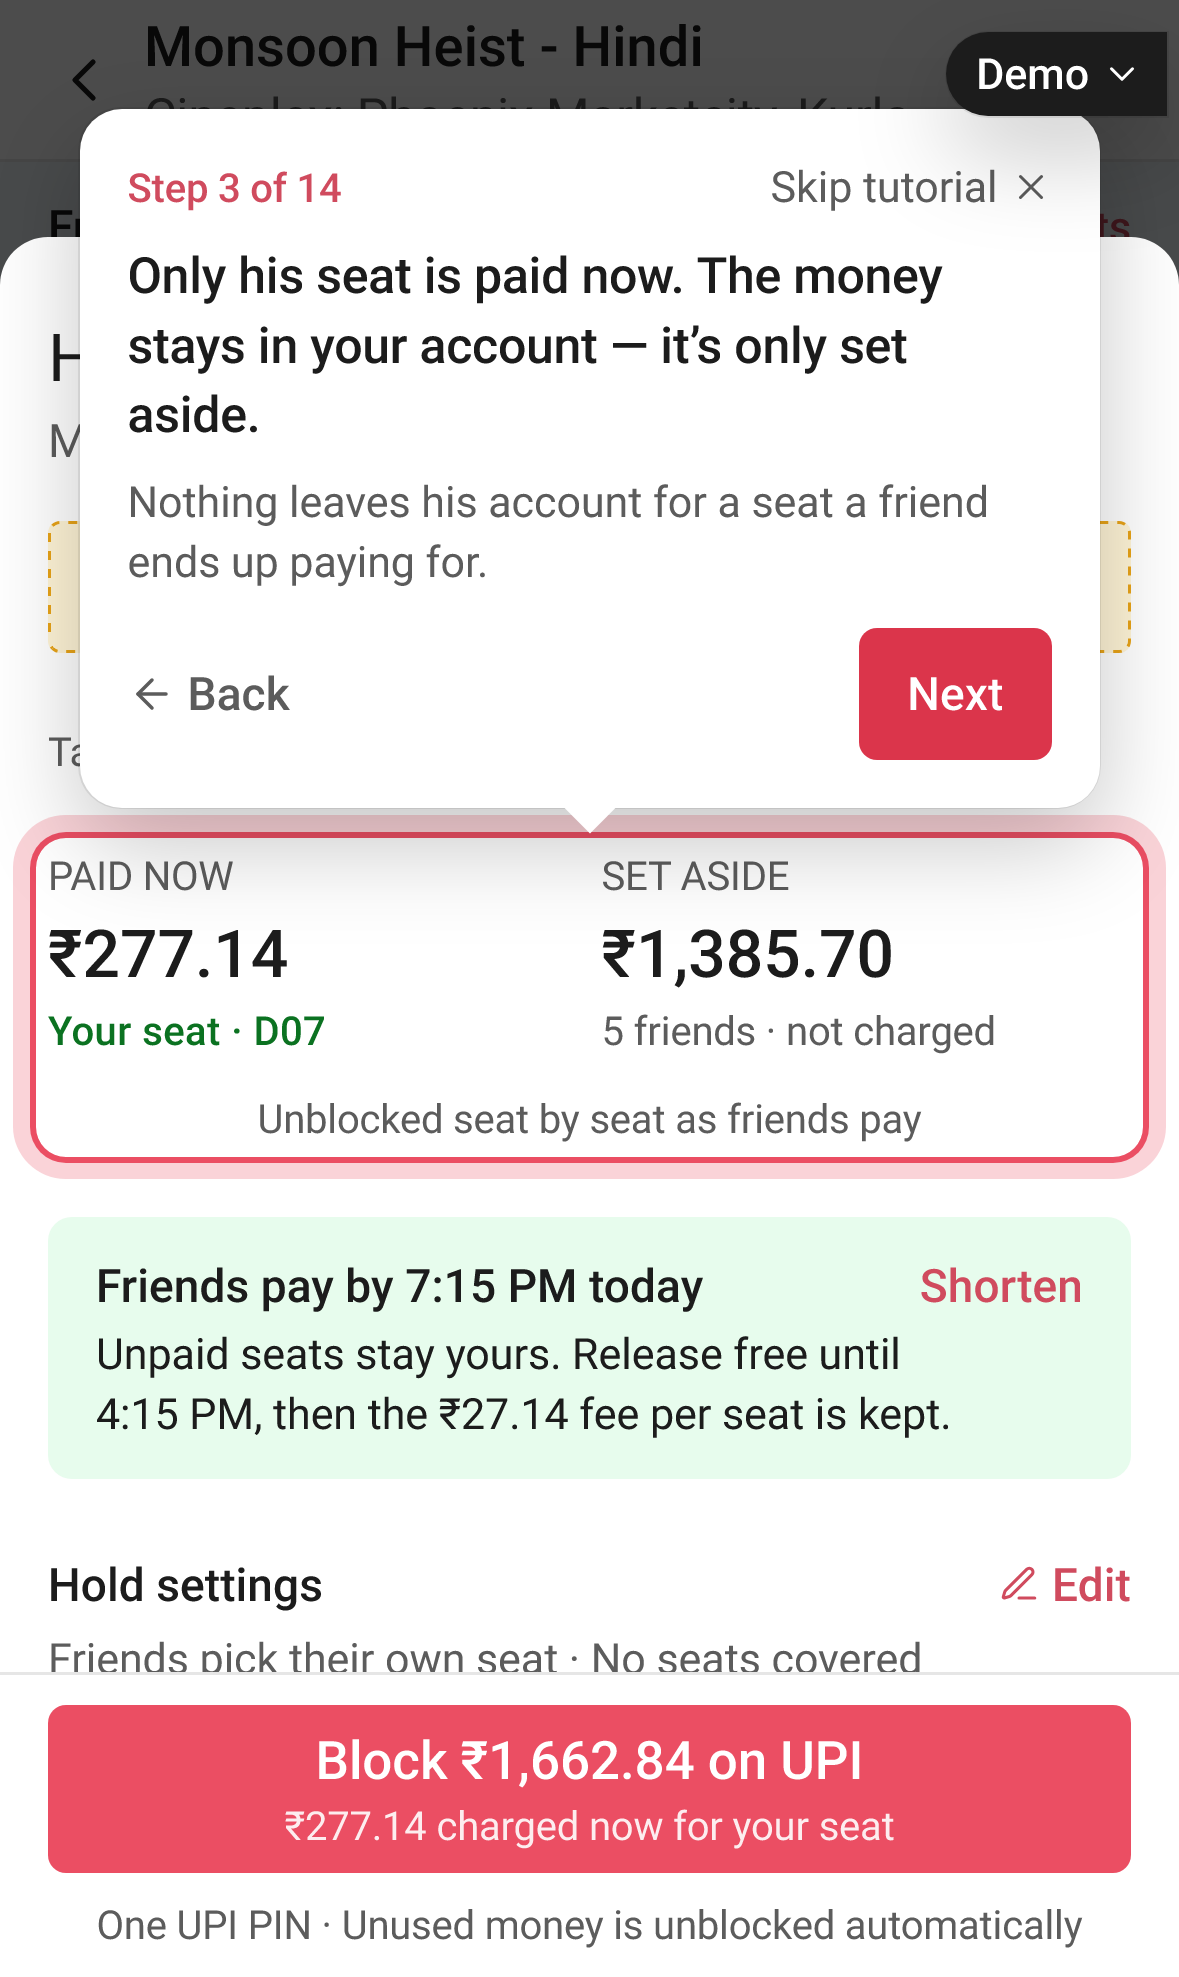 Monsoon Heist - Hindi
Demo
Step 3 of 14
Skip tutorial
Only his seat is paid now. The money
stays in your account — it’s only set
aside.
Nothing leaves his account for a seat a friend
ends up paying for.
Back
Next
PAID NOW
₹277.14
Your seat · D07
SET ASIDE
₹1,385.70
5 friends · not charged
Unblocked seat by seat as friends pay
Friends pay by 7:15 PM today
Shorten
Unpaid seats stay yours. Release free until
4:15 PM, then the ₹27.14 fee per seat is kept.
Hold settings
Edit
Friends pick their own seat · No seats covered
Block ₹1,662.84 on UPI
₹277.14 charged now for your seat
One UPI PIN · Unused money is unblocked automatically